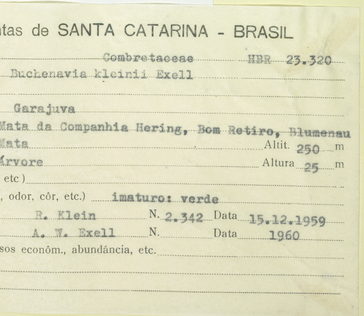 ntas de SANTA CATARINA - BRASIL
Combretaceae HBR 23.320
Buchenavia kleinii Exell
Garajuva
Mata da Companhia Hering, Bom Retiro, Blumenau
Mata Altit. 250 m
Árvore Altura 25 m
etc)
, odor, côr, etc.) imaturo: verde
R. Klein N. 2.342 Data 15.12.1959
A. W. Exell N. Data 1960
sos econôm., abundância, etc.